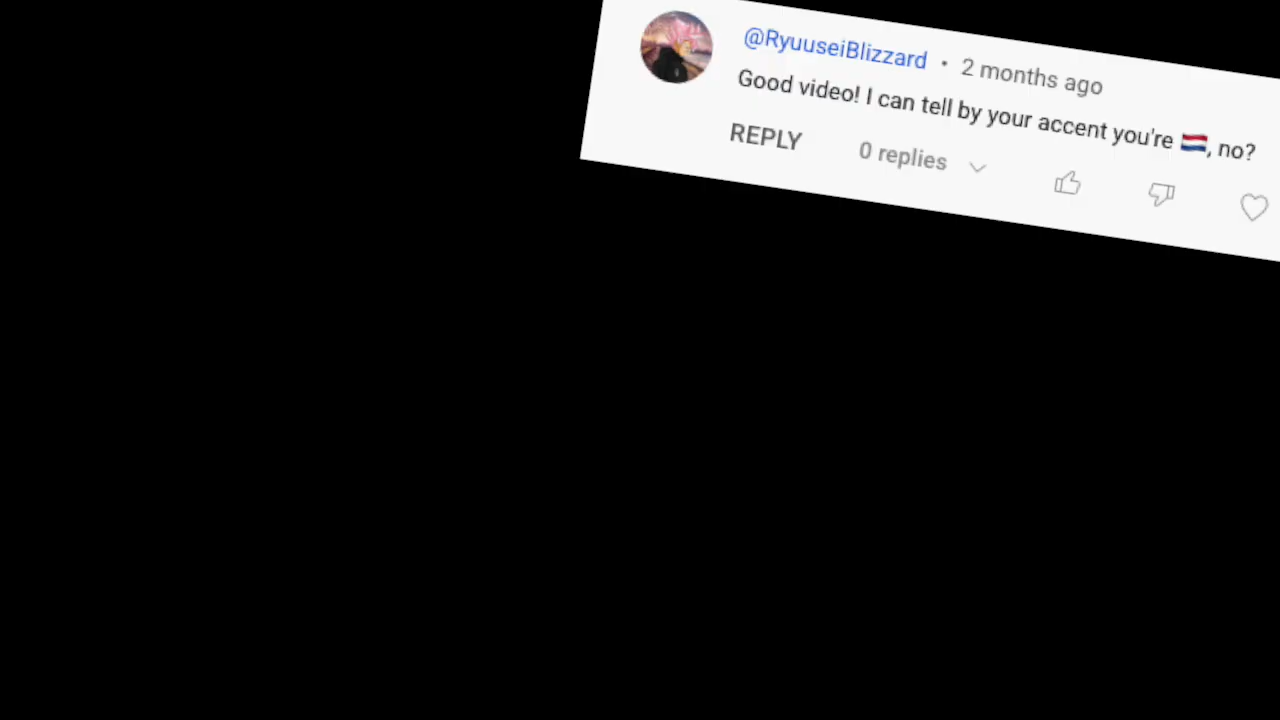 @RyuuseiBlizzard • 2 months ago
Good video! I can tell by your accent you're 🇳🇱, no?
REPLY 0 replies